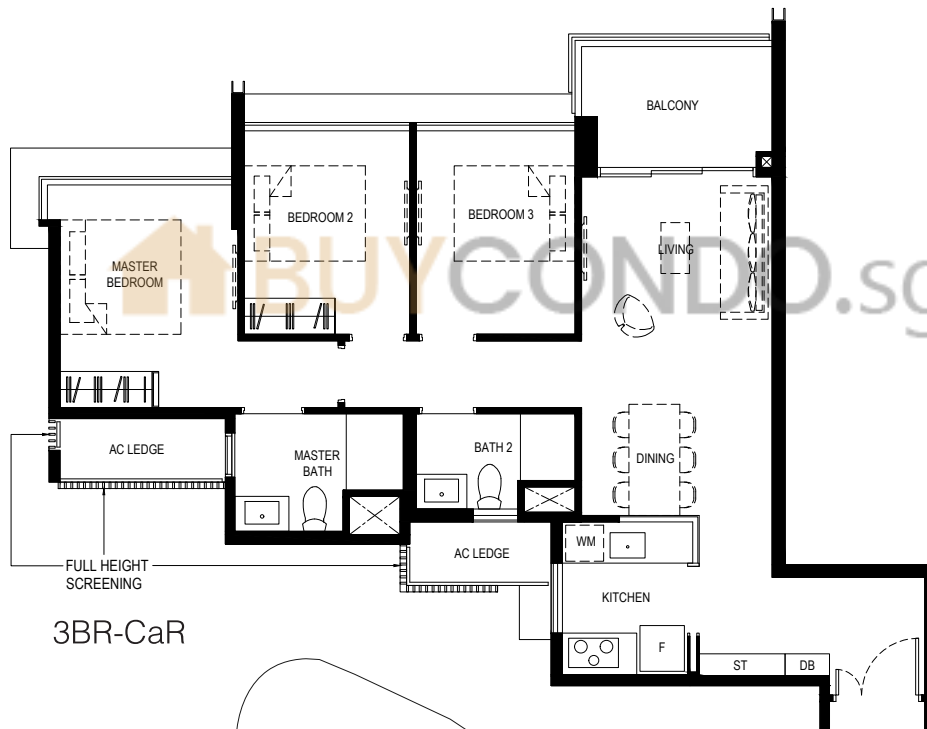 BALCONY
BEDROOM 2
BEDROOM 3
MASTER
BEDROOM
LIVING
BUYCONDO.sg
AC LEDGE
MASTER
BATH
BATH 2
DINING
WM
AC LEDGE
FULL HEIGHT
SCREENING
KITCHEN
3BR-CaR
F
ST
DB